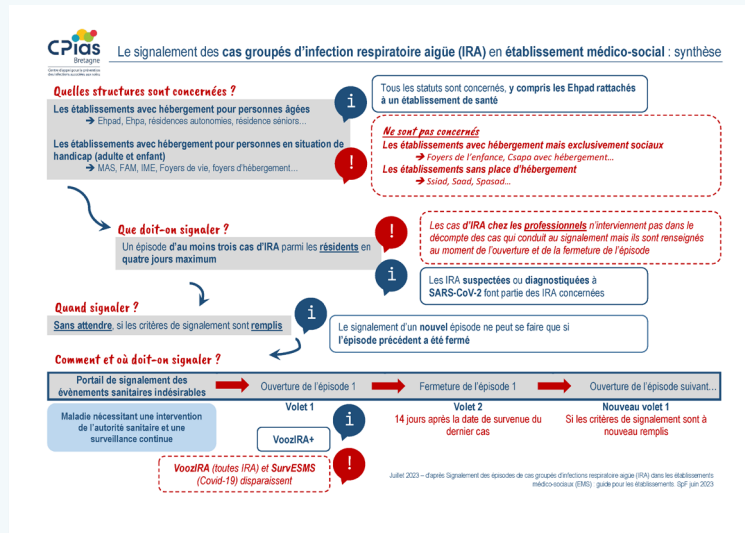 CPias
Bretagne
Centre d'appui pour la prévention
des infections associées aux soins
Le signalement des cas groupés d'infection respiratoire aigüe (IRA) en établissement médico-social : synthèse
Quelles structures sont concernées ?
Les établissements avec hébergement pour personnes âgées
➔ Ehpad, Ehpa, résidences autonomies, résidence séniors…
Les établissements avec hébergement pour personnes en situation de
handicap (adulte et enfant)
➔ MAS, FAM, IME, Foyers de vie, foyers d'hébergement…
i
Tous les statuts sont concernés, y compris les Ehpad rattachés
à un établissement de santé
!
Ne sont pas concernés
Les établissements avec hébergement mais exclusivement sociaux
➔ Foyers de l'enfance, Csapa avec hébergement…
Les établissements sans place d'hébergement
➔ Ssiad, Saad, Spasad…
Que doit-on signaler ?
Un épisode d'au moins trois cas d'IRA parmi les résidents en
quatre jours maximum
!
Les cas d'IRA chez les professionnels n'interviennent pas dans le
décompte des cas qui conduit au signalement mais ils sont renseignés
au moment de l'ouverture et de la fermeture de l'épisode
i
Les IRA suspectées ou diagnostiquées à
SARS-CoV-2 font partie des IRA concernées
Quand signaler ?
Sans attendre, si les critères de signalement sont remplis
i
Le signalement d'un nouvel épisode ne peut se faire que si
l'épisode précédent a été fermé
Comment et où doit-on signaler ?
Portail de signalement des
évènements sanitaires indésirables
Ouverture de l'épisode 1
Fermeture de l'épisode 1
Ouverture de l'épisode suivant…
Maladie nécessitant une intervention
de l'autorité sanitaire et une
surveillance continue
Volet 1
i
VoozIRA+
Volet 2
14 jours après la date de survenue du
dernier cas
Nouveau volet 1
Si les critères de signalement sont à
nouveau remplis
VoozIRA (toutes IRA) et SurvESMS
(Covid-19) disparaissent
!
Juillet 2023 – d'après Signalement des épisodes de cas groupés d'infections respiratoire aigüe (IRA) dans les établissements
médico-sociaux (EMS) guide pour les établissements. SpF juin 2023